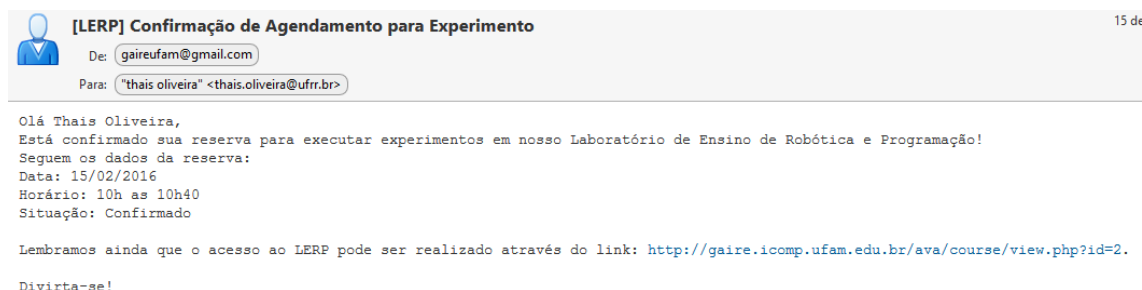 [LERP] Confirmação de Agendamento para Experimento
15 de
De: gaireufam@gmail.com
Para: "thais oliveira" <thais.oliveira@ufrr.br>
Olá Thais Oliveira,
Está confirmado sua reserva para executar experimentos em nosso Laboratório de Ensino de Robótica e Programação!
Seguem os dados da reserva:
Data: 15/02/2016
Horário: 10h as 10h40
Situação: Confirmado
Lembramos ainda que o acesso ao LERP pode ser realizado através do link: http://gaire.icomp.ufam.edu.br/ava/course/view.php?id=2.
Divirta-se!